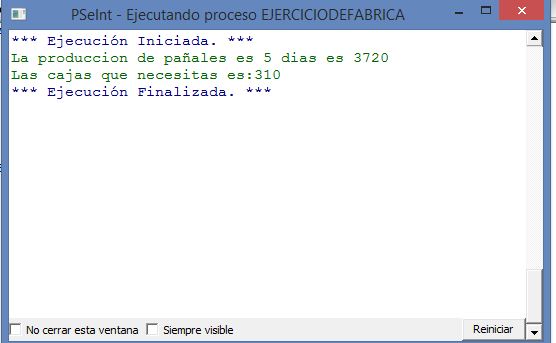 PSeInt - Ejecutando proceso EJERCICIODEFABRICA
*** Ejecución Iniciada. ***
La produccion de pañales es 5 dias es 3720
Las cajas que necesitas es:310
*** Ejecución Finalizada. ***
No cerrar esta ventana Siempre visible Reiniciar